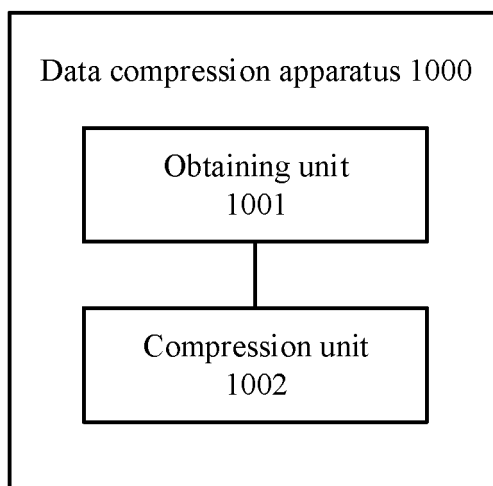 Data compression apparatus 1000
Obtaining unit
1001
Compression unit
1002